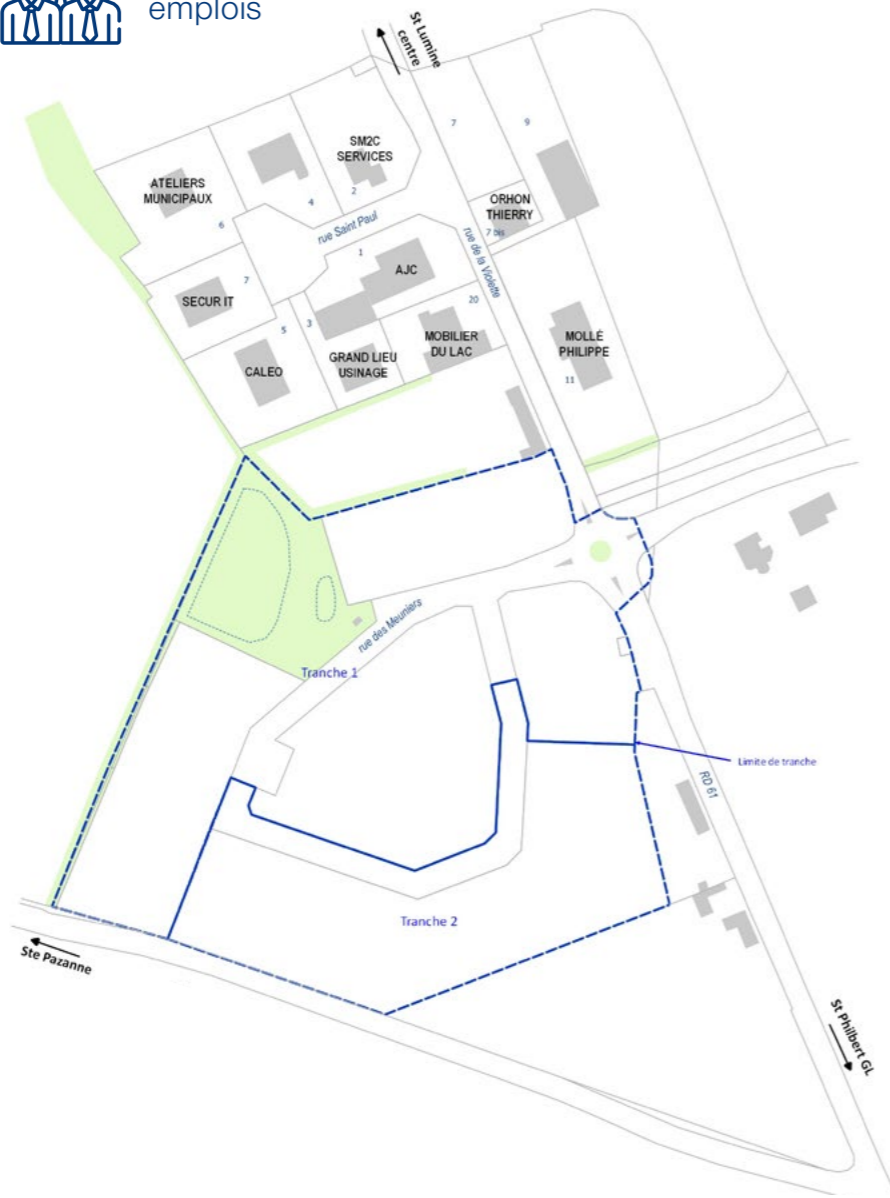 emplois
St Lumine
centre
7
9
SM2C
SERVICES
ATELIERS
MUNICIPAUX
2
4
6
ORHON
THIERRY
7 bis
rue Saint Paul
rue de la Violette
1
AJC
7
SECUR IT
20
5
3
MOBILIER
DU LAC
MOLLÉ
PHILIPPE
GRAND LIEU
USINAGE
CALEO
11
rue des Meuniers
Tranche 1
Limite de tranche
RD 61
Tranche 2
Ste Pazanne
St Philbert GL